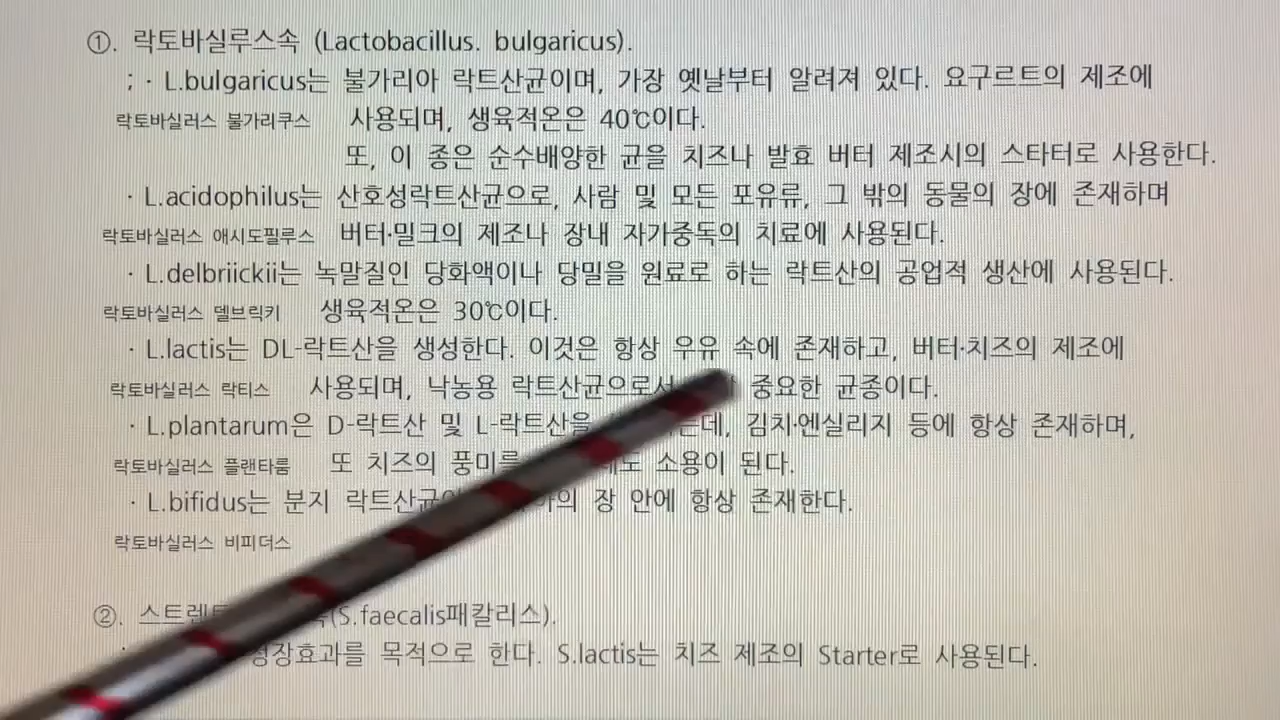 ①. 락토바실루스속 (Lactobacillus. bulgaricus).
; · L.bulgaricus는 불가리아 락트산균이며, 가장 옛날부터 알려져 있다. 요구르트의 제조에
락토바실러스 불가리쿠스 사용되며, 생육적온은 40℃이다.
또, 이 종은 순수배양한 균을 치즈나 발효 버터 제조시의 스타터로 사용한다.
· L.acidophilus는 산호성락트산균으로, 사람 및 모든 포유류, 그 밖의 동물의 장에 존재하며
락토바실러스 애시도필루스 버터·밀크의 제조나 장내 자가중독의 치료에 사용된다.
· L.delbriickii는 녹말질인 당화액이나 당밀을 원료로 하는 락트산의 공업적 생산에 사용된다.
락토바실러스 델브릭키 생육적온은 30℃이다.
· L.lactis는 DL-락트산을 생성한다. 이것은 항상 우유 속에 존재하고, 버터·치즈의 제조에
락토바실러스 락티스 사용되며, 낙농용 락트산균으로서 중요한 균종이다.
· L.plantarum은 D-락트산 및 L-락트산을 김치·엔실리지 등에 항상 존재하며,
락토바실러스 플랜타룸 또 치즈의 풍미를 소용이 된다.
· L.bifidus는 분지 장 안에 항상 존재한다.
락토바실러스 비피더스
②. (S.faecalis패칼리스).
목적으로 한다. S.lactis는 치즈 제조의 Starter로 사용된다.